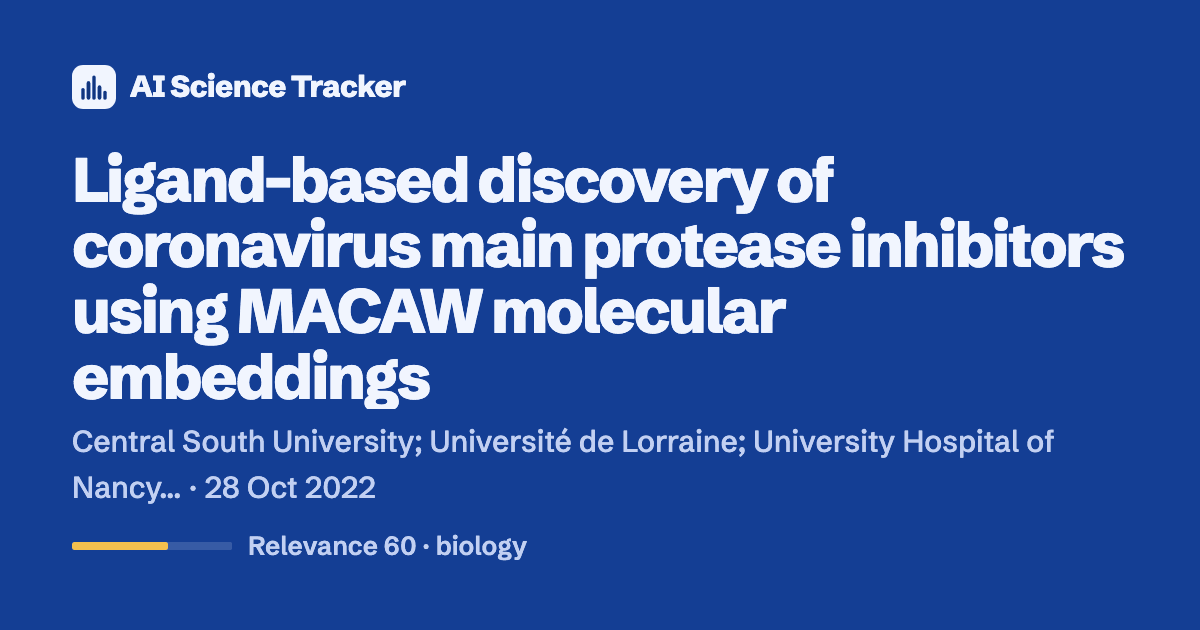 AI Science Tracker
Ligand-based discovery of
coronavirus main protease inhibitors
using MACAW molecular
embeddings
Central South University; Université de Lorraine; University Hospital of
Nancy... · 28 Oct 2022
Relevance 60 · biology